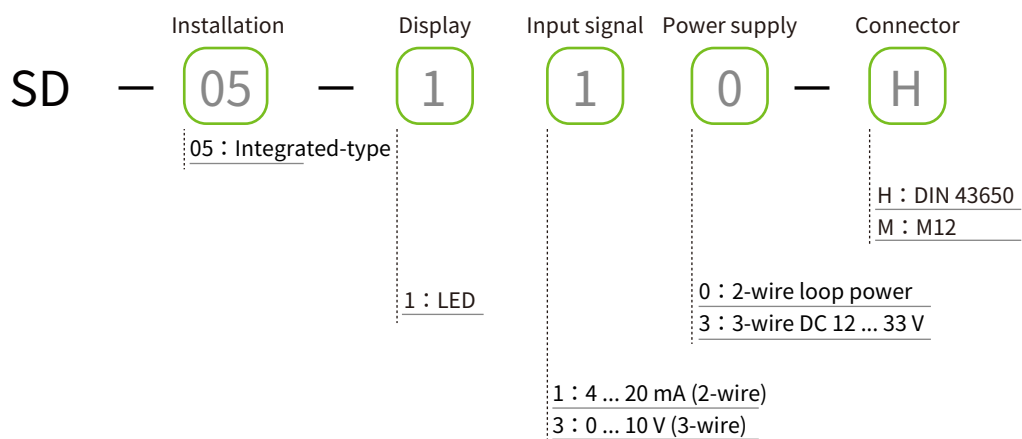 Installation Display Input signal Power supply Connector
SD — 05 — 1 1 0 — H
05：Integrated-type
H：DIN 43650
M：M12
1：LED
0：2-wire loop power
3：3-wire DC 12 ... 33 V
1：4 ... 20 mA (2-wire)
3：0 ... 10 V (3-wire)